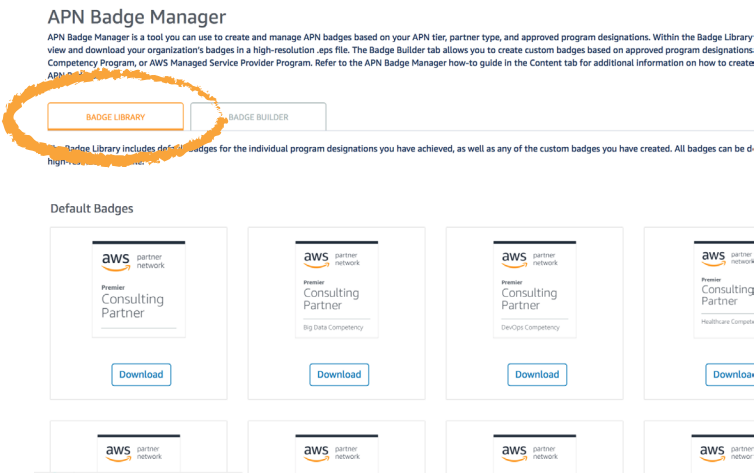 APN Badge Manager
APN Badge Manager is a tool you can use to create and manage APN badges based on your APN tier, partner type, and approved program designations. Within the Badge Library
view and download your organization's badges in a high-resolution .eps file. The Badge Builder tab allows you to create custom badges based on approved program designations
Competency Program, or AWS Managed Service Provider Program. Refer to the APN Badge Manager how-to guide in the Content tab for additional information on how to create
APN
BADGE LIBRARY
BADGE BUILDER
Badge Library includes default badges for the individual program designations you have achieved, as well as any of the custom badges you have created. All badges can be d
Default Badges
aws partner network
Premier
Consulting
Partner
Download
aws partner network
Premier
Consulting
Partner
Big Data Competency
Download
aws partner network
Premier
Consulting
Partner
DevOps Competency
Download
aws partner network
Premier
Consulting
Partner
Healthcare Compet
Downloa
aws partner network
aws partner network
aws partner network
aws partner network